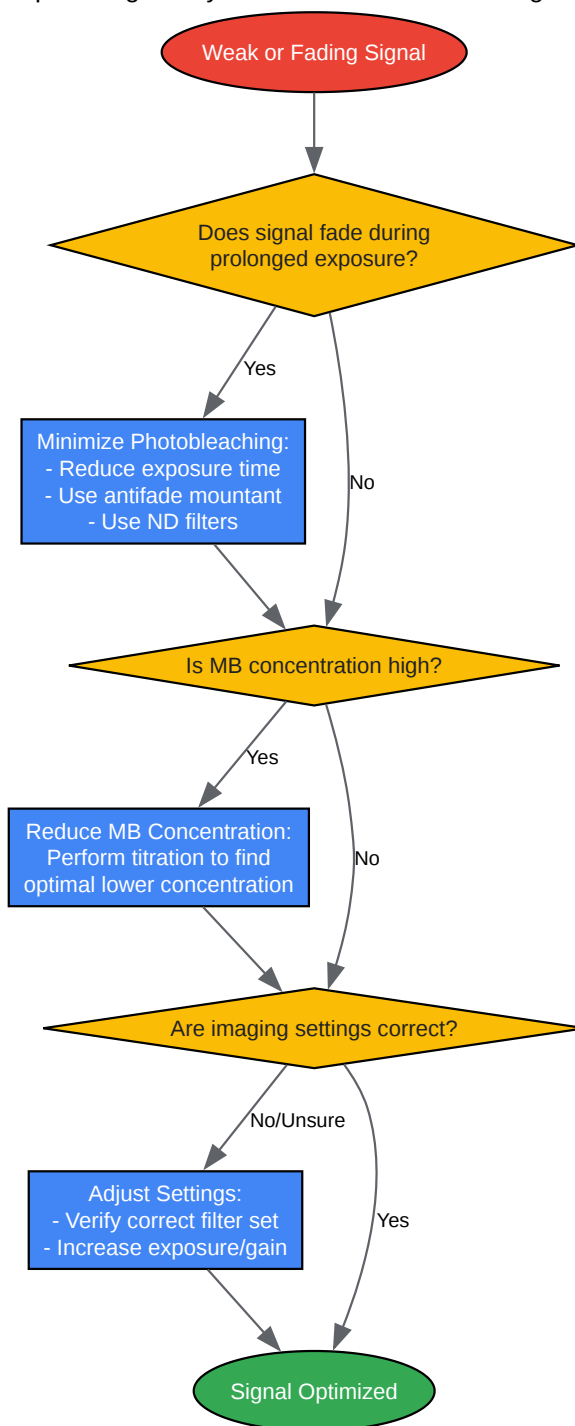 Weak or Fading Signal
Does signal fade during
prolonged exposure?
Yes
Minimize Photobleaching:
- Reduce exposure time
- Use antifade mountant
- Use ND filters
No
Is MB concentration high?
Yes
Reduce MB Concentration:
Perform titration to find
optimal lower concentration
No
Are imaging settings correct?
No/Unsure
Adjust Settings:
- Verify correct filter set
- Increase exposure/gain
Yes
Signal Optimized